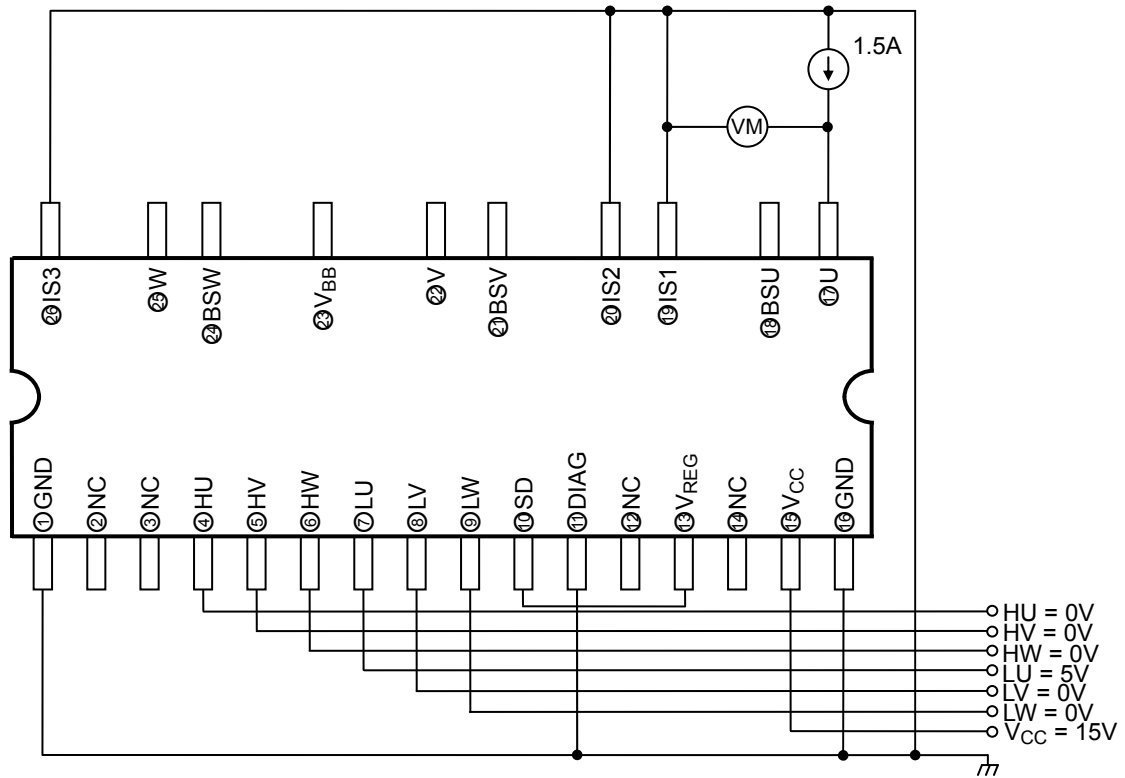 1.5A
VM
㉖IS3
㉕W
㉔BSW
㉓VBB
㉒V
㉑BSV
⑳IS2
⑲IS1
⑱BSU
⑰U
①GND
②NC
③NC
④HU
⑤HV
⑥HW
⑦LU
⑧LV
⑨LW
⑩SD
⑪DIAG
⑫NC
⑬VREG
⑭NC
⑮VCC
⑯GND
HU = 0V
HV = 0V
HW = 0V
LU = 5V
LV = 0V
LW = 0V
VCC = 15V